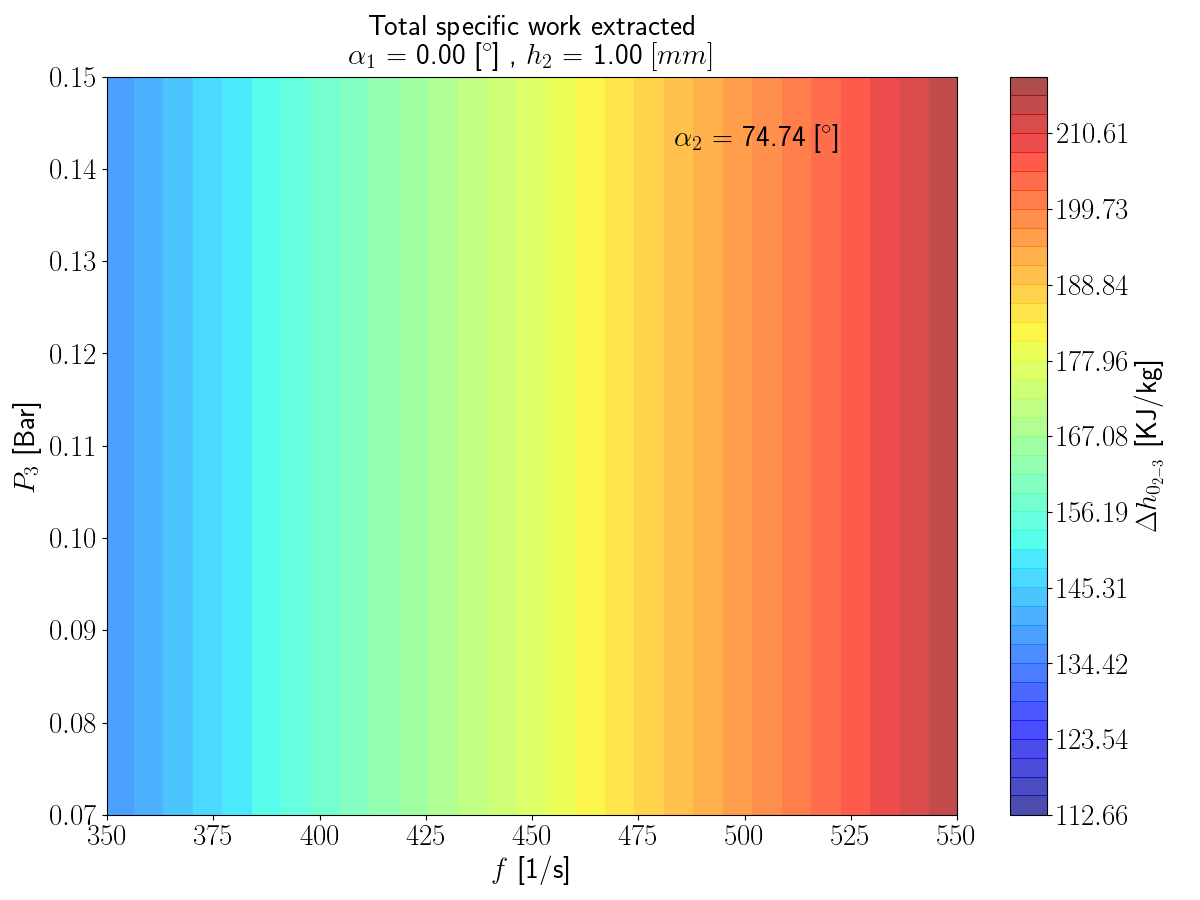 Total specific work extracted
α₁ = 0.00 [°] , h₂ = 1.00 [mm]
α₂ = 74.74 [°]
P₃ [Bar]
0.15
0.14
0.13
0.12
0.11
0.10
0.09
0.08
0.07
350 375 400 425 450 475 500 525 550
f [1/s]
210.61
199.73
188.84
177.96
167.08
156.19
145.31
134.42
123.54
112.66
Δh₀₂₋₃ [KJ/kg]